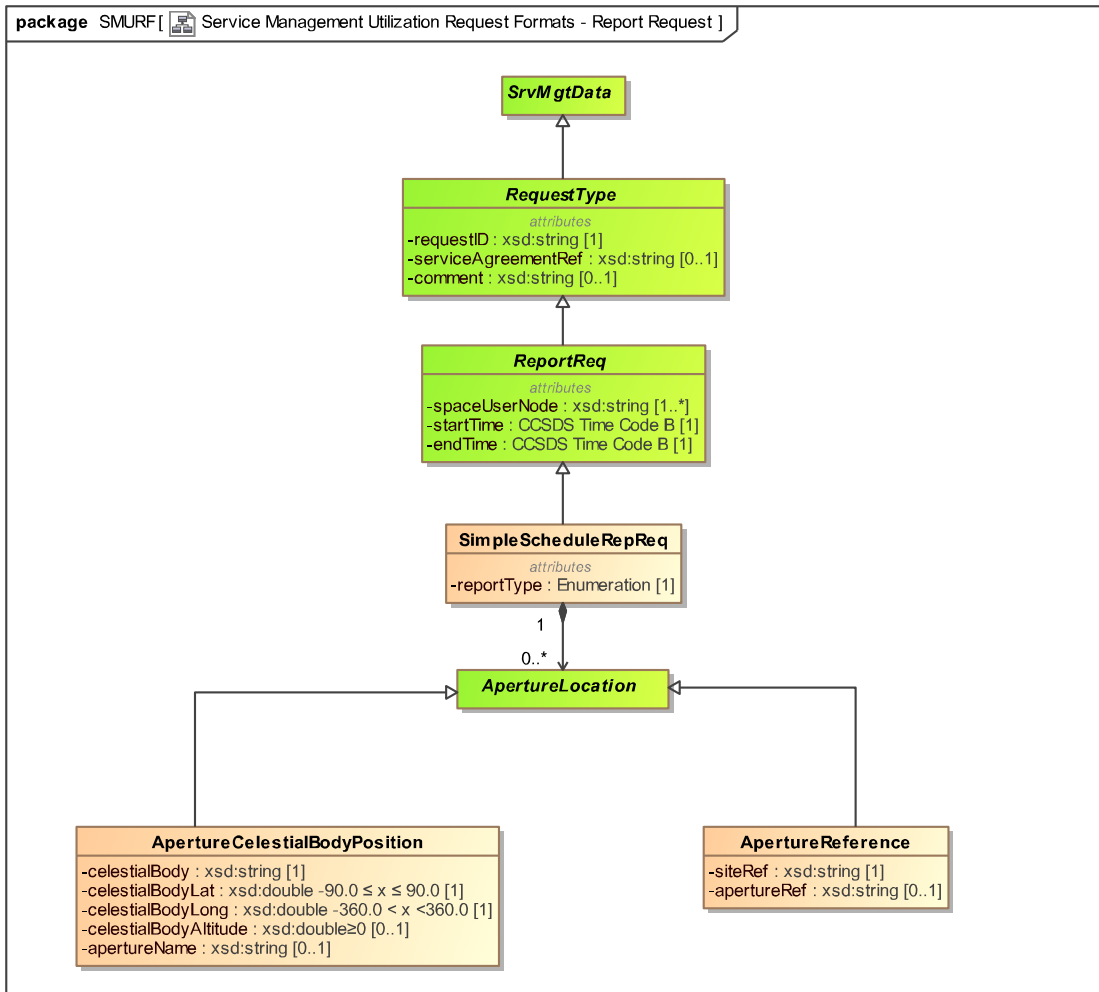 package SMURF [ Service Management Utilization Request Formats - Report Request ]
SrvMgtData
RequestType
attributes
-requestID : xsd:string [1]
-serviceAgreementRef : xsd:string [0..1]
-comment : xsd:string [0..1]
ReportReq
attributes
-spaceUserNode : xsd:string [1..*]
-startTime : CCSDS Time Code B [1]
-endTime : CCSDS Time Code B [1]
SimpleScheduleRepReq
attributes
-reportType : Enumeration [1]
1
0..*
ApertureLocation
ApertureCelestialBodyPosition
-celestialBody : xsd:string [1]
-celestialBodyLat : xsd:double -90.0 ≤ x ≤ 90.0 [1]
-celestialBodyLong : xsd:double -360.0 < x <360.0 [1]
-celestialBodyAltitude : xsd:double≥0 [0..1]
-apertureName : xsd:string [0..1]
ApertureReference
-siteRef : xsd:string [1]
-apertureRef : xsd:string [0..1]